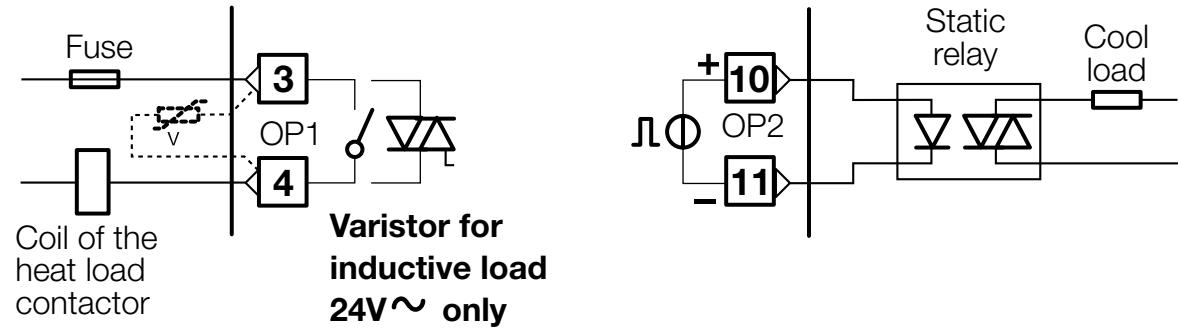 Fuse
3
V
OP1
4
Coil of the
heat load
contactor
Varistor for
inductive load
24V~ only
+
10
OP2
11
–
Static
relay
Cool
load